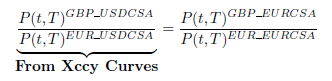 P(t,T)^{GBP_USDCSA} / P(t,T)^{EUR_USDCSA} = P(t,T)^{GBP_EURCSA} / P(t,T)^{EUR_EURCSA}
From Xccy Curves